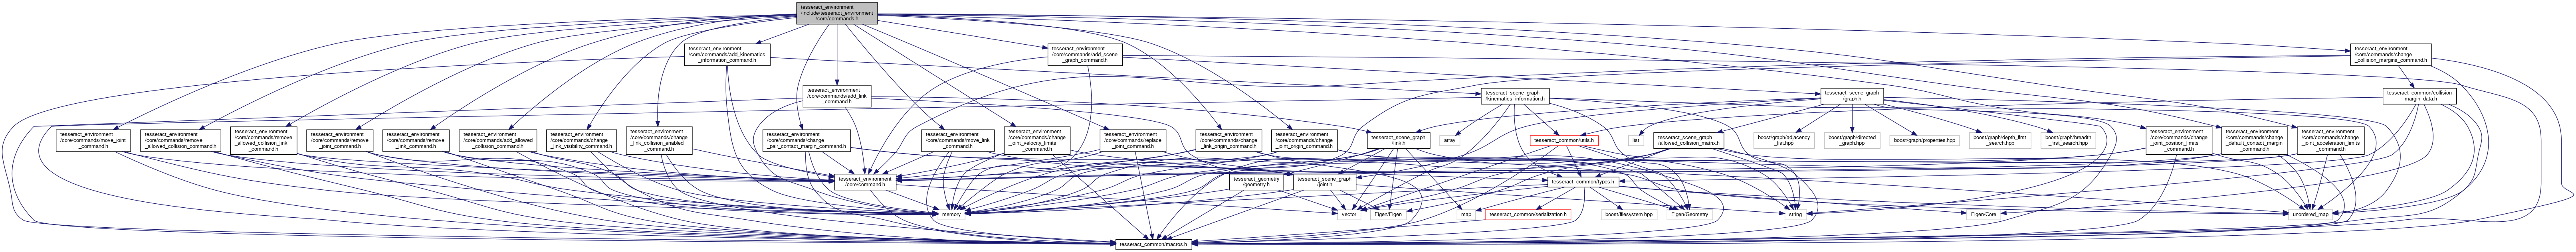 tesseract_environment
/include/tesseract_environment
/core/commands.h
tesseract_environment
/core/commands/add_kinematics
_information_command.h
tesseract_environment
/core/commands/add_scene
_graph_command.h
tesseract_environment
/core/commands/change
_collision_margins_command.h
tesseract_environment
/core/commands/add_link
_command.h
tesseract_scene_graph
/kinematics_information.h
tesseract_scene_graph
/graph.h
tesseract_common/collision
_margin_data.h
tesseract_environment
/core/commands/move_joint
_command.h
tesseract_environment
/core/commands/remove
_allowed_collision_command.h
tesseract_environment
/core/commands/remove
_allowed_collision_link
_command.h
tesseract_environment
/core/commands/remove
_joint_command.h
tesseract_environment
/core/commands/remove
_link_command.h
tesseract_environment
/core/commands/add_allowed
_collision_command.h
tesseract_environment
/core/commands/change
_link_visibility_command.h
tesseract_environment
/core/commands/change
_link_collision_enabled
_command.h
tesseract_environment
/core/commands/change
_pair_contact_margin_command.h
tesseract_environment
/core/commands/move_link
_command.h
tesseract_environment
/core/commands/change
_joint_velocity_limits
_command.h
tesseract_environment
/core/commands/replace
_joint_command.h
tesseract_environment
/core/commands/change
_link_origin_command.h
tesseract_environment
/core/commands/change
_joint_origin_command.h
tesseract_scene_graph
/link.h
array
tesseract_common/utils.h
list
tesseract_scene_graph
/allowed_collision_matrix.h
boost/graph/adjacency
_list.hpp
boost/graph/directed
_graph.hpp
boost/graph/properties.hpp
boost/graph/depth_first
_search.hpp
boost/graph/breadth
_first_search.hpp
tesseract_environment
/core/commands/change
_joint_position_limits
_command.h
tesseract_environment
/core/commands/change
_default_contact_margin
_command.h
tesseract_environment
/core/commands/change
_joint_acceleration_limits
_command.h
tesseract_environment
/core/command.h
tesseract_geometry
/geometry.h
tesseract_scene_graph
/joint.h
tesseract_common/types.h
memory
vector
Eigen/Eigen
map
tesseract_common/serialization.h
boost/filesystem.hpp
Eigen/Geometry
string
Eigen/Core
unordered_map
tesseract_common/macros.h